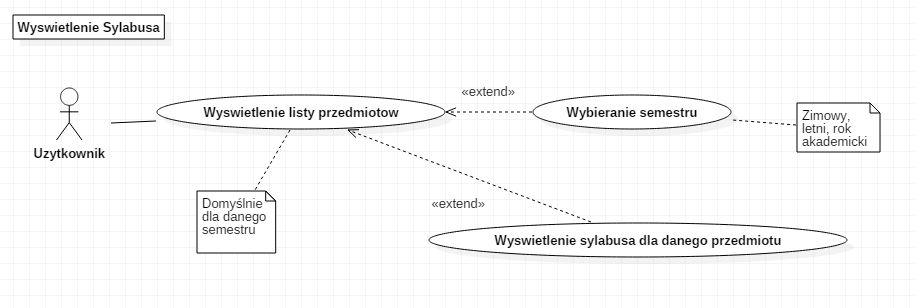 Wyswietlenie Sylabusa
«extend»
Wyswietlenie listy przedmiotow
Wybieranie semestru
Zimowy,
letni, rok
akademicki
Uzytkownik
Domyślnie
dla danego
semestru
«extend»
Wyswietlenie sylabusa dla danego przedmiotu